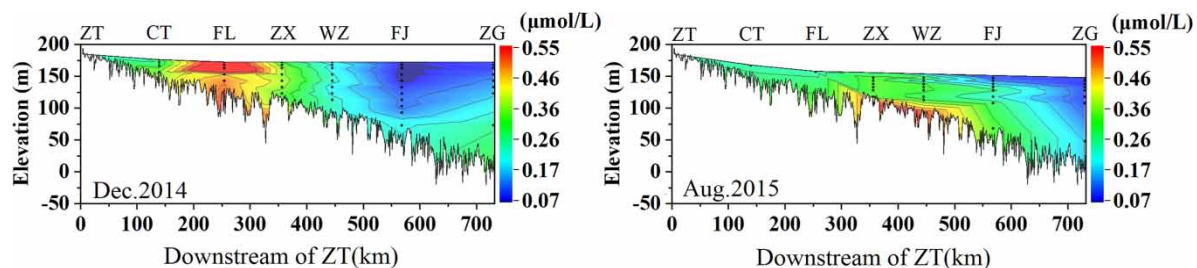 (μmol/L)
ZT CT FL ZX WZ FJ ZG
200
150
100
50
0
-50
Elevation (m)
Dec.2014
0 100 200 300 400 500 600 700
Downstream of ZT(km)
0.55
0.46
0.36
0.26
0.17
0.07
(μmol/L)
ZT CT FL ZX WZ FJ ZG
200
150
100
50
0
-50
Elevation (m)
Aug.2015
0 100 200 300 400 500 600 700
Downstream of ZT(km)
0.55
0.46
0.36
0.26
0.17
0.07